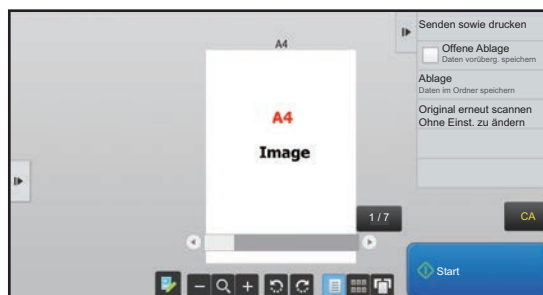 A4
A4
Image
1 / 7
Senden sowie drucken
Offene Ablage
Daten vorüberg. speichern
Ablage
Daten im Ordner speichern
Original erneut scannen
Ohne Einst. zu ändern
CA
Start